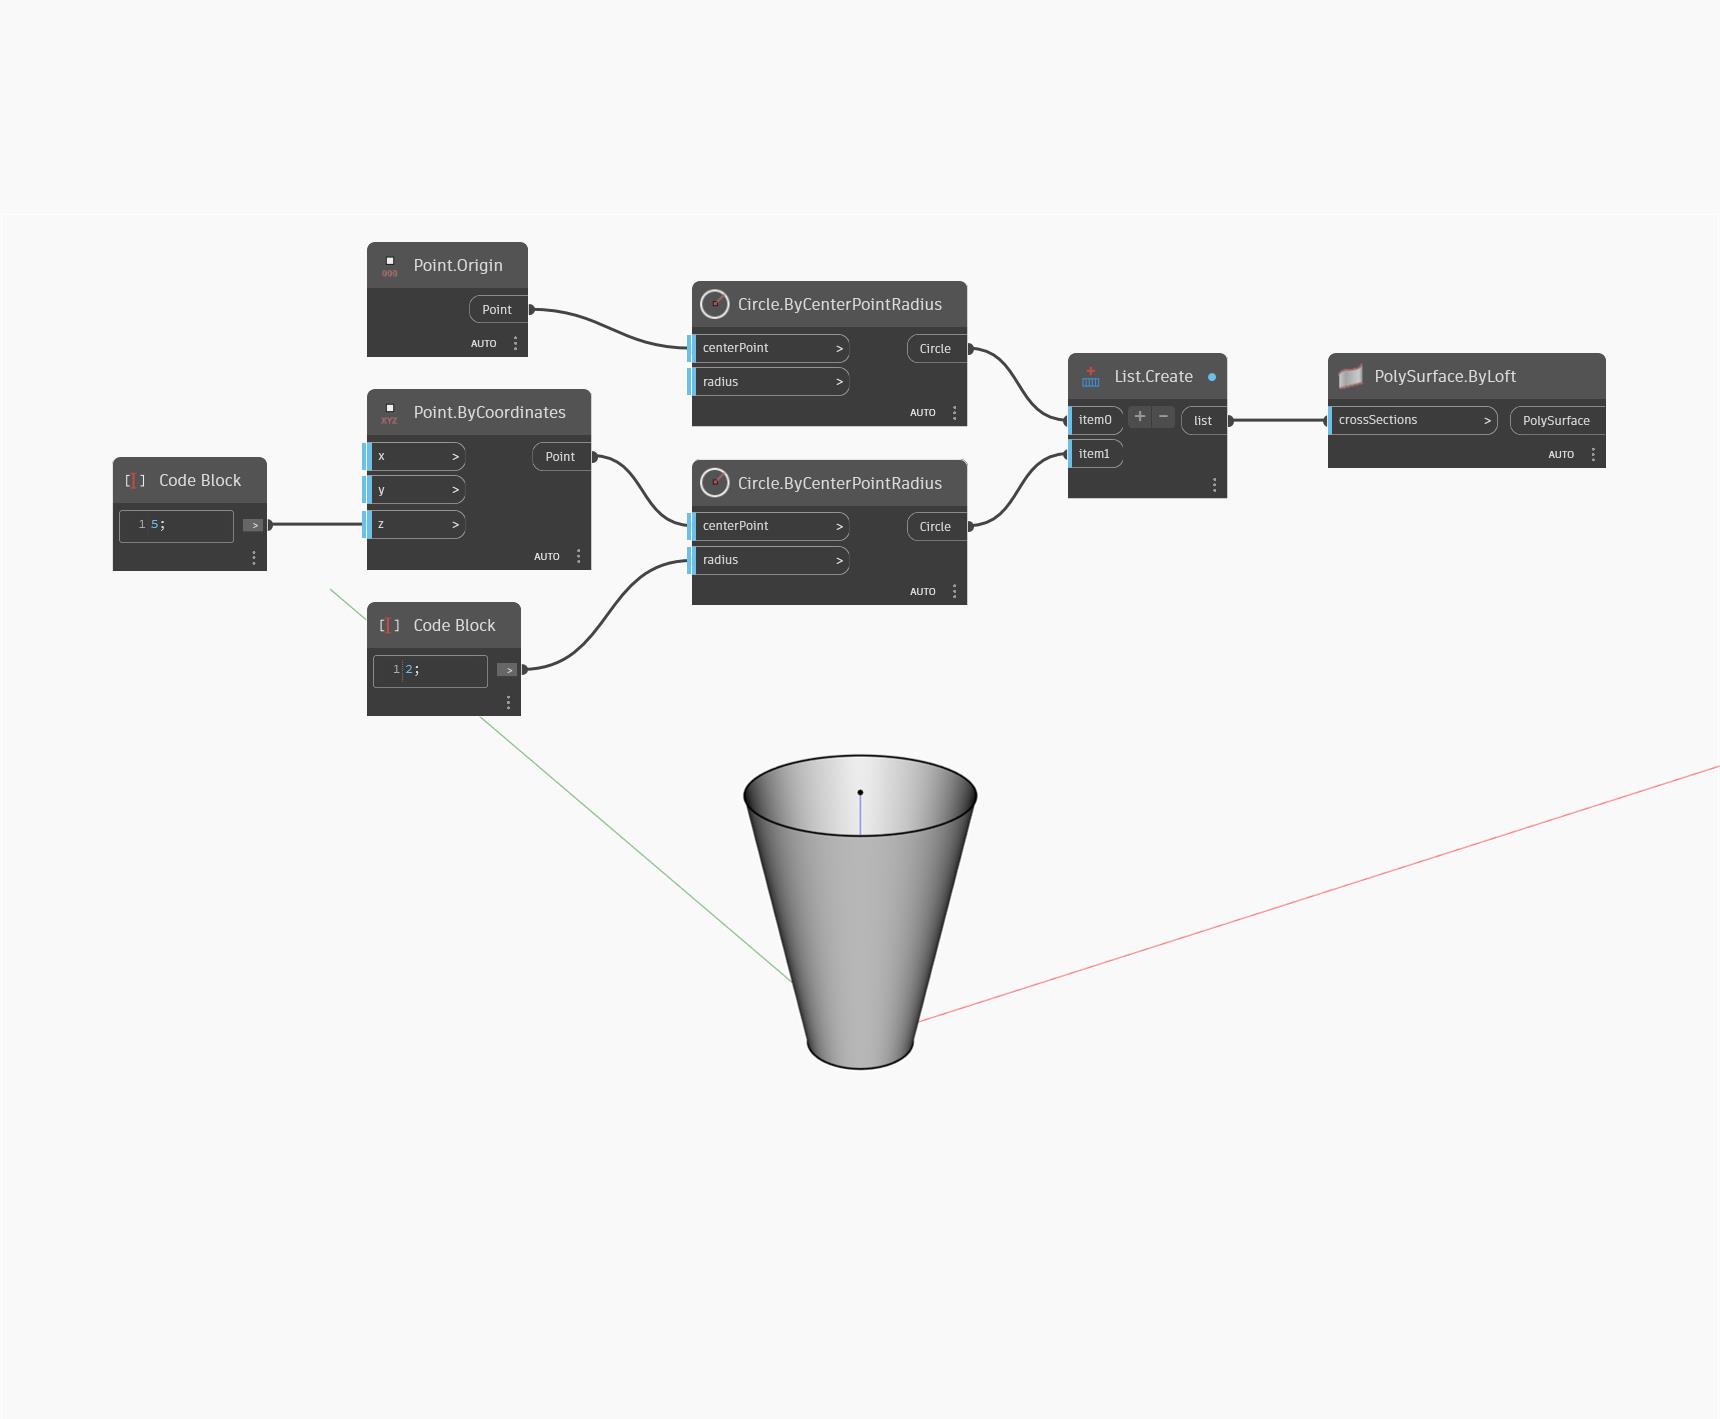 000
Point.Origin
Point
AUTO
Circle.ByCenterPointRadius
centerPoint >
Circle
radius >
AUTO
XYZ
Point.ByCoordinates
x >
Point
y >
z >
AUTO
[ ] Code Block
1 5;
>
Circle.ByCenterPointRadius
centerPoint >
Circle
radius >
AUTO
[ ] Code Block
1 2;
>
List.Create
item0
+ −
list
item1
PolySurface.ByLoft
crossSections >
PolySurface
AUTO